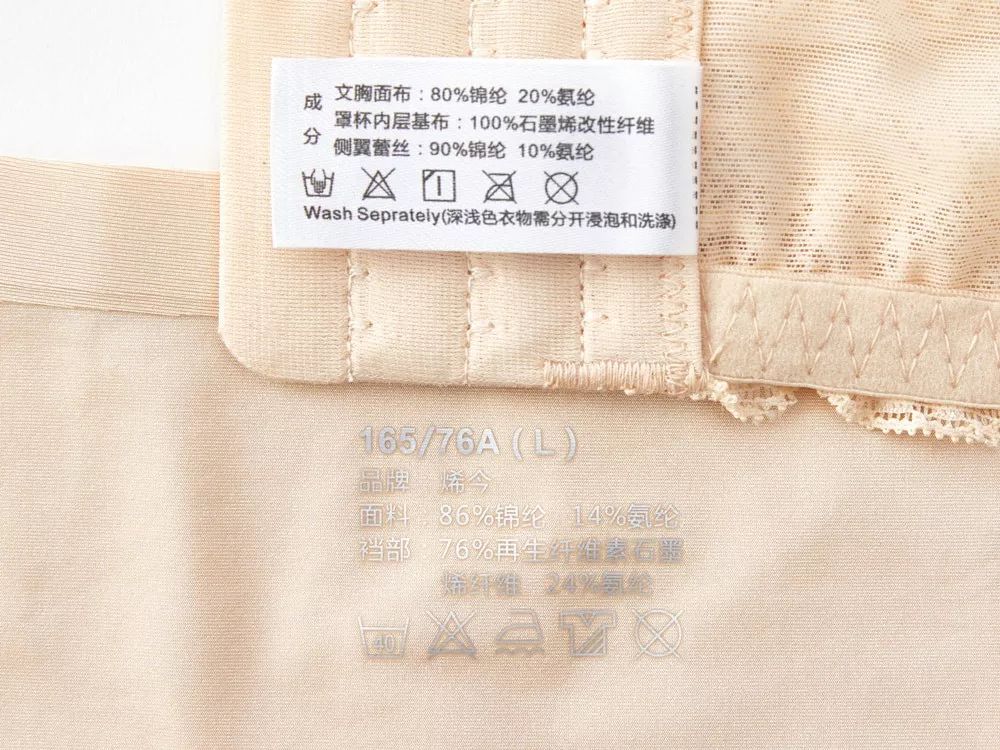 成分
文胸面布：80%锦纶 20%氨纶
罩杯内层基布：100%石墨烯改性纤维
侧翼蕾丝：90%锦纶 10%氨纶
Wash Seprately(深浅色衣物需分开浸泡和洗涤)
165/76A ( L )
品牌 烯今
面料：86%锦纶 14%氨纶
裆部：76%再生纤维素石墨
烯纤维 24%氨纶
40